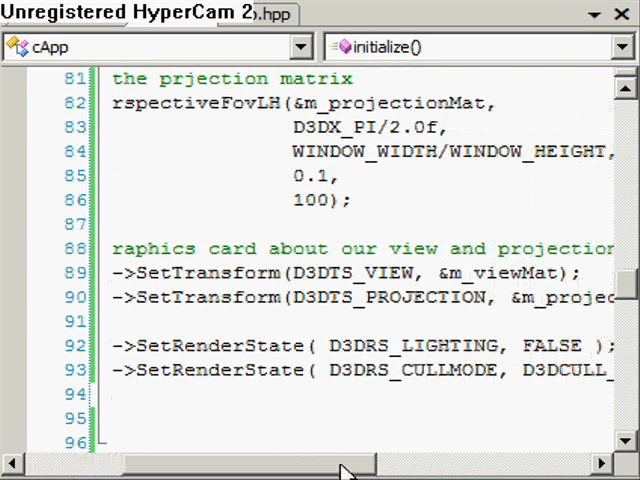 Unregistered HyperCam 2
o.hpp
cApp
initialize()
81 the prjection matrix
82 rspectiveFovLH(&m_projectionMat,
83 D3DX_PI/2.0f,
84 WINDOW_WIDTH/WINDOW_HEIGHT,
85 0.1,
86 100);
87
88 raphics card about our view and projection
89 ->SetTransform(D3DTS_VIEW, &m_viewMat);
90 ->SetTransform(D3DTS_PROJECTION, &m_projec
91
92 ->SetRenderState( D3DRS_LIGHTING, FALSE );
93 ->SetRenderState( D3DRS_CULLMODE, D3DCULL_
94
95
96